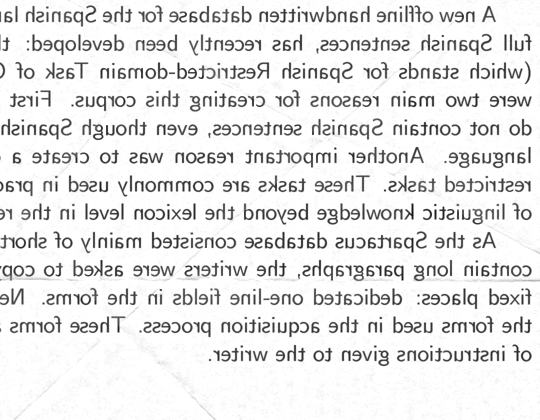 A new offline handwritten database for the Spanish
full Spanish sentences, has recently been developed:
(which stands for Spanish Restricted-domain Task of
were two main reasons for creating this corpus. First
do not contain Spanish sentences, even though Spanish
language. Another important reason was to create a
restricted tasks. These tasks are commonly used in
of linguistic knowledge beyond the lexicon level in the
As the Spartacus database consisted mainly of short
contain long paragraphs, the writers were asked to
fixed places: dedicated one-line fields in the forms.
the forms used in the acquisition process. These forms
of instructions given to the writer.